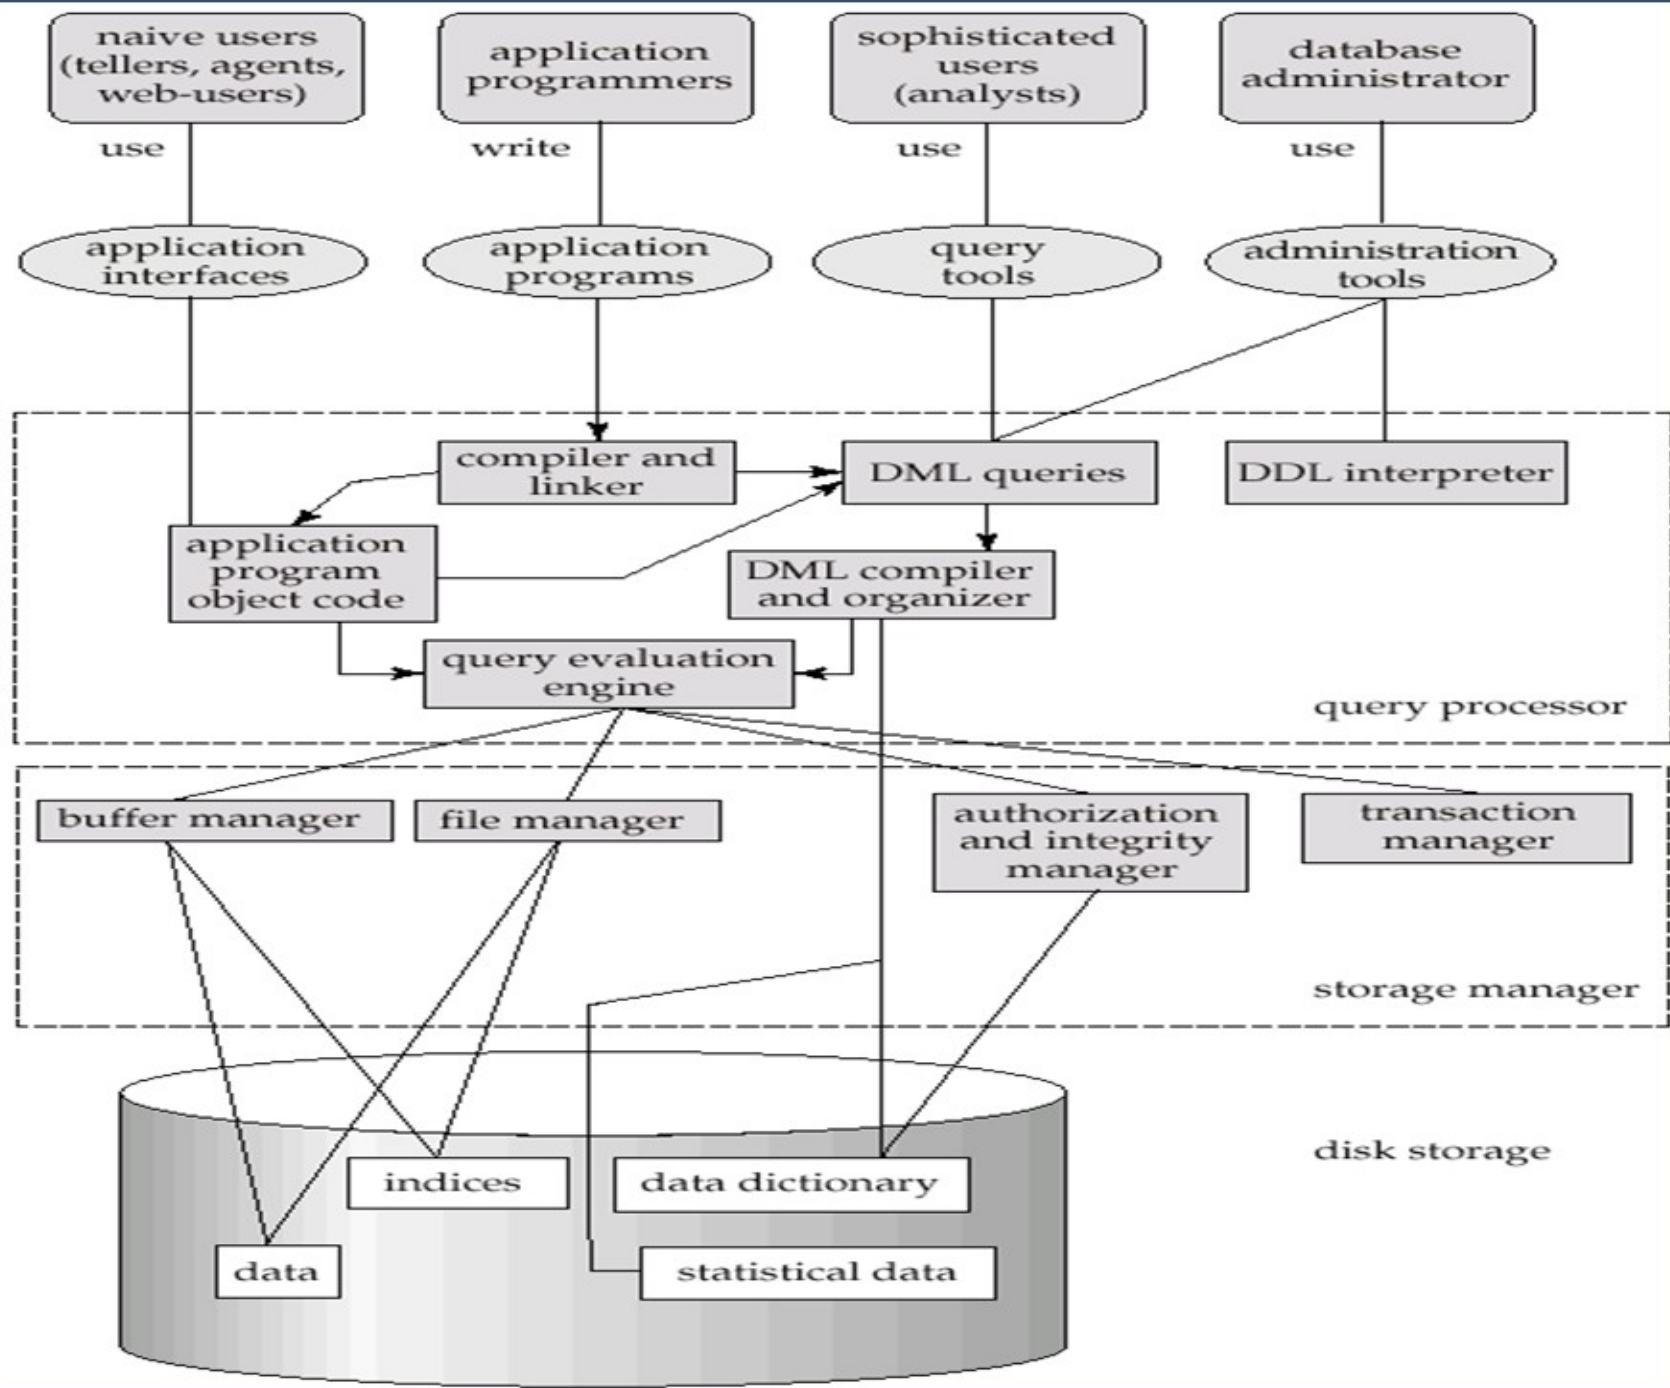 naive users
(tellers, agents,
web-users)
application
programmers
sophisticated
users
(analysts)
database
administrator
use
write
use
use
application
interfaces
application
programs
query
tools
administration
tools
compiler and
linker
DML queries
DDL interpreter
application
program
object code
DML compiler
and organizer
query evaluation
engine
query processor
buffer manager
file manager
authorization
and integrity
manager
transaction
manager
storage manager
disk storage
indices
data dictionary
data
statistical data